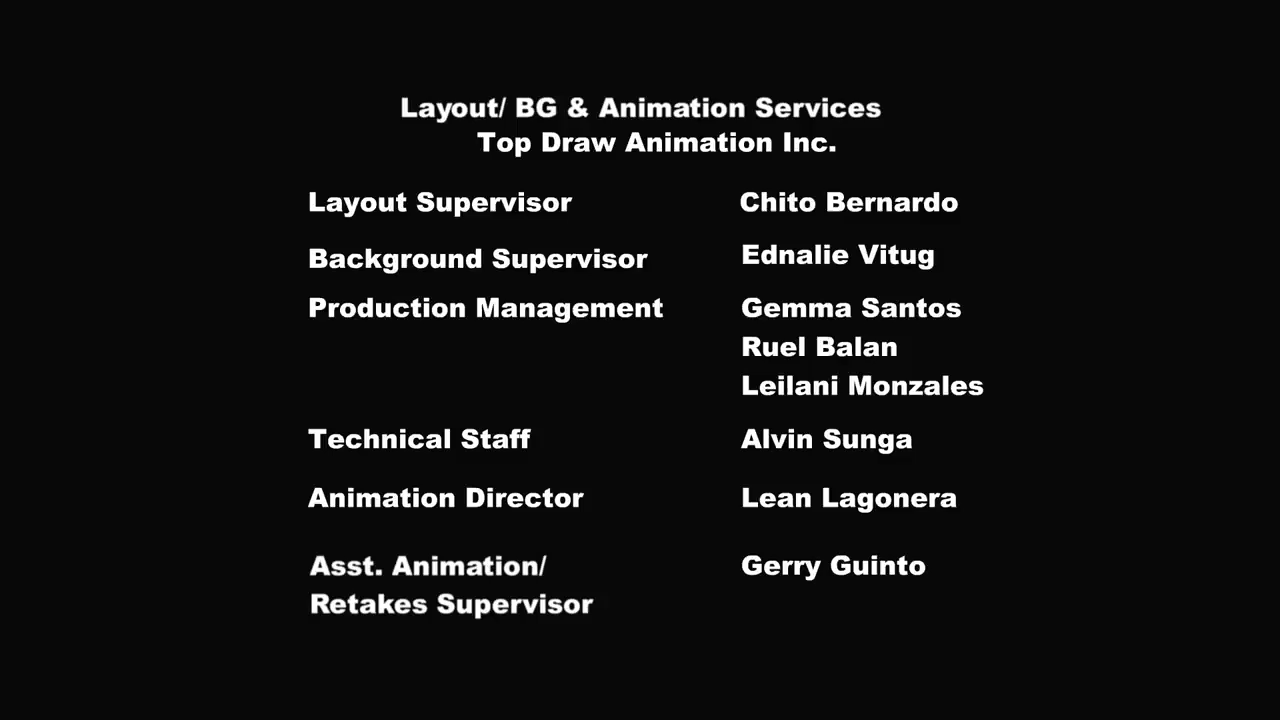 Layout/ BG & Animation Services
Top Draw Animation Inc.
Layout Supervisor Chito Bernardo
Background Supervisor Ednalie Vitug
Production Management Gemma Santos
Ruel Balan
Leilani Monzales
Technical Staff Alvin Sunga
Animation Director Lean Lagonera
Asst. Animation/ Gerry Guinto
Retakes Supervisor